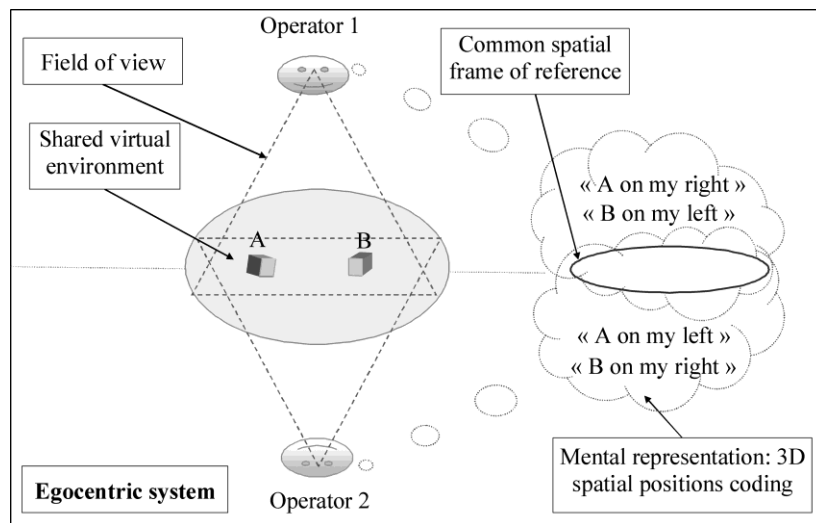 Operator 1
Field of view
Common spatial
frame of reference
Shared virtual
environment
« A on my right »
« B on my left »
A
B
« A on my left »
« B on my right »
Mental representation: 3D
spatial positions coding
Egocentric system
Operator 2